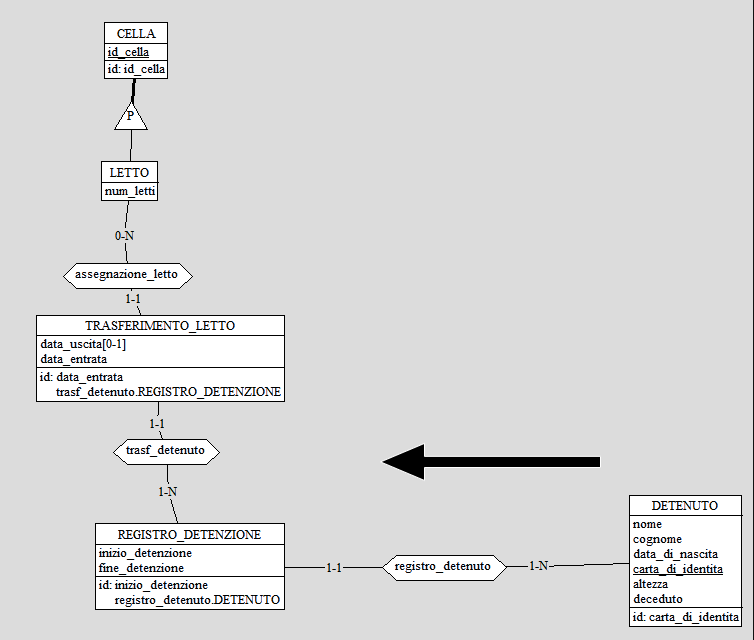 CELLA
id_cella
id: id_cella
P
LETTO
num_letti
0-N
assegnazione_letto
1-1
TRASFERIMENTO_LETTO
data_uscita[0-1]
data_entrata
id: data_entrata
trasf_detenuto.REGISTRO_DETENZIONE
1-1
trasf_detenuto
1-N
REGISTRO_DETENZIONE
inizio_detenzione
fine_detenzione
id: inizio_detenzione
registro_detenuto.DETENUTO
1-1
registro_detenuto
1-N
DETENUTO
nome
cognome
data_di_nascita
carta_di_identita
altezza
deceduto
id: carta_di_identita